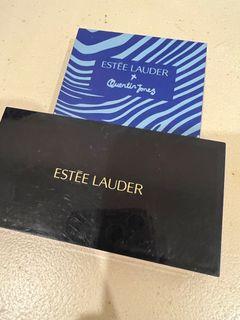 ESTĒE LAUDER
x
Quentin Jones
ESTĒE LAUDER